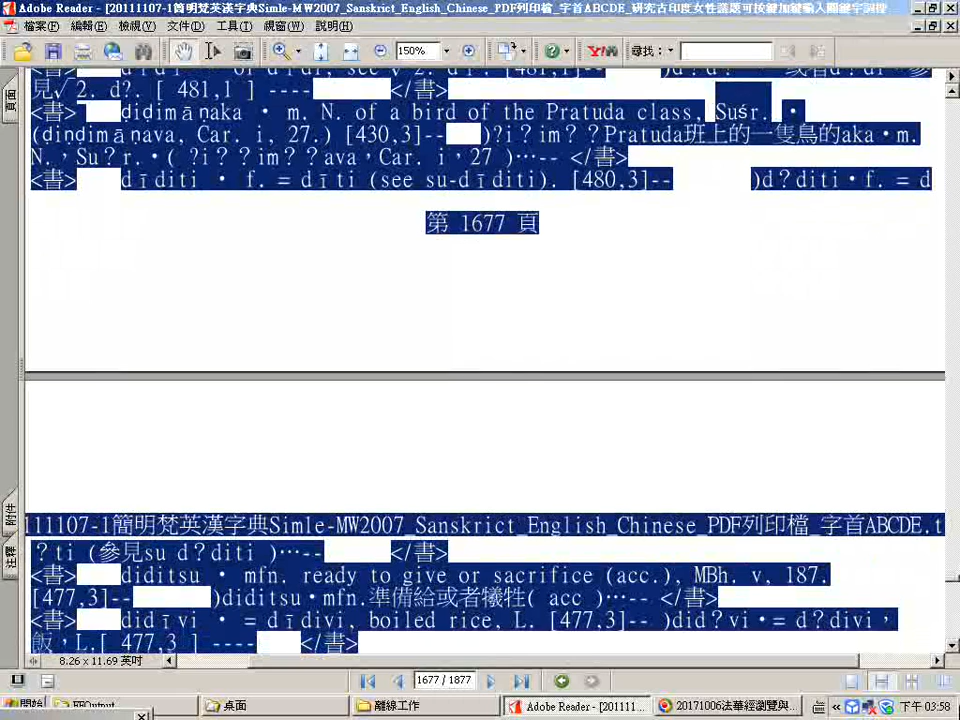 Adobe Reader - [20111107-1簡明梵英漢字典Simle-MW2007_Sanskrict_English_Chinese_PDF列印檔_字首ABCDE_研究古印度女性議題可按鍵加鍵輸入關鍵字詞搜
檔案(F) 編輯(E) 檢視(V) 文件(D) 工具(T) 視窗(W) 說明(H)
150% 尋找：
頁面
見√ 2. d?. [ 481,1 ] ---- </書>
<書> ḍiḍimāṇaka ‧ m. N. of a bird of the Pratuda class, Suśr. ‧
(ḍiṇḍimāṇava, Car. i, 27.) [430,3]-- )?i？im？？Pratuda班上的一隻鳥的aka‧m.
N.，Su？r.‧( ?i？？im？？ava，Car. i，27 )…-- </書>
<書> dīditi ‧ f. = dīti (see su-dīditi). [480,3]-- )d？diti‧f. = d
第 1677 頁
附件
注釋
111107-1簡明梵英漢字典Simle-MW2007_Sanskrict_English_Chinese_PDF列印檔_字首ABCDE.t
？ti (參見su d？diti )…-- </書>
<書> diditsu ‧ mfn. ready to give or sacrifice (acc.), MBh. v, 187.
[477,3]-- )diditsu‧mfn.準備給或者犧牲( acc )…-- </書>
<書> didīvi ‧ = dīdivi, boiled rice, L. [477,3]-- )did？vi‧= d？divi，
飯，L.[ 477,3 ] ---- </書>
8.26 x 11.69 英吋
1677 / 1877
開始 FFOutput 桌面 離線工作 Adobe Reader - [201111... 20171006法華經瀏覽與... 下午 03:58